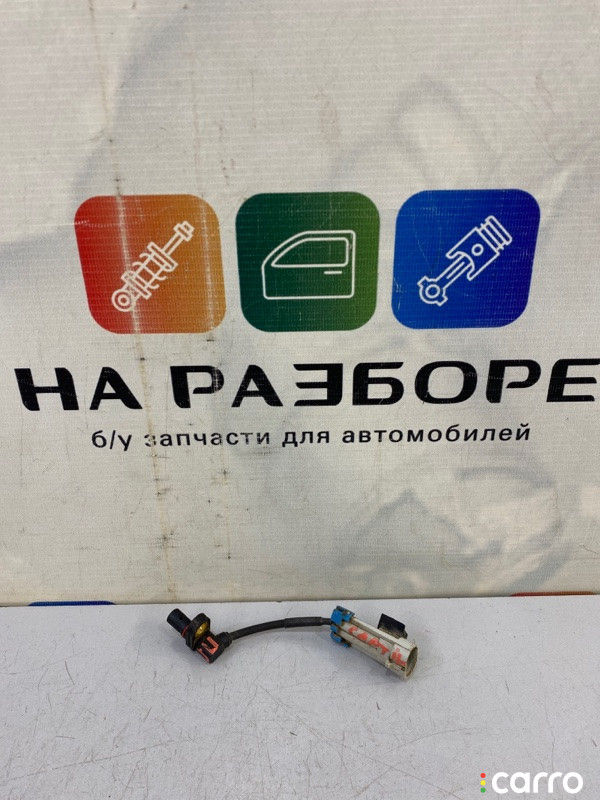 НА РАЗБОРЕ
б/у запчасти для автомобилей
carro